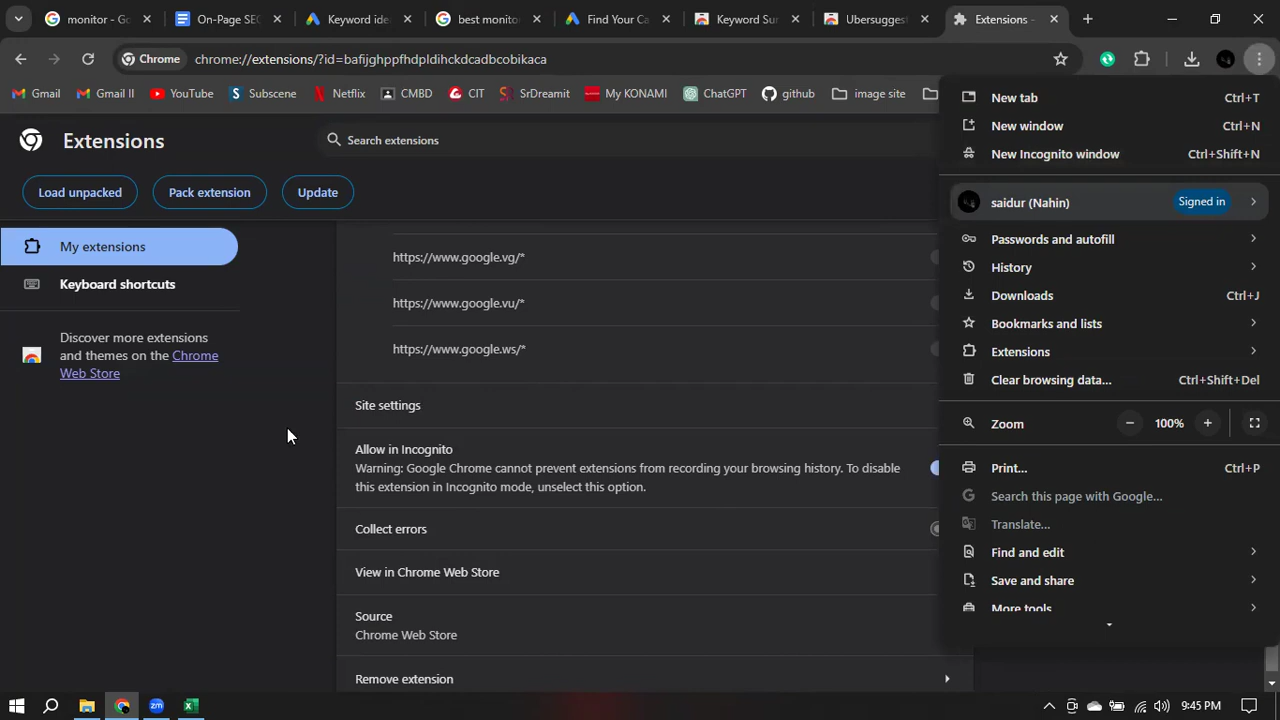 monitor - Go
On-Page SEO
Keyword idea
best monitor
Find Your Ca
Keyword Sur
Ubersuggest
Extensions -
Chrome
chrome://extensions/?id=bafijghppfhdpldihckdcadbcobikaca
Gmail
Gmail II
YouTube
Subscene
Netflix
CMBD
CIT
SrDreamit
My KONAMI
ChatGPT
github
image site
Extensions
Search extensions
Load unpacked
Pack extension
Update
My extensions
Keyboard shortcuts
Discover more extensions
and themes on the Chrome
Web Store
https://www.google.vg/*
https://www.google.vu/*
https://www.google.ws/*
Site settings
Allow in Incognito
Warning: Google Chrome cannot prevent extensions from recording your browsing history. To disable
this extension in Incognito mode, unselect this option.
Collect errors
View in Chrome Web Store
Source
Chrome Web Store
Remove extension
New tab Ctrl+T
New window Ctrl+N
New Incognito window Ctrl+Shift+N
saidur (Nahin) Signed in
Passwords and autofill
History
Downloads Ctrl+J
Bookmarks and lists
Extensions
Clear browsing data... Ctrl+Shift+Del
Zoom − 100% +
Print... Ctrl+P
Search this page with Google...
Translate...
Find and edit
Save and share
More tools
zm
9:45 PM